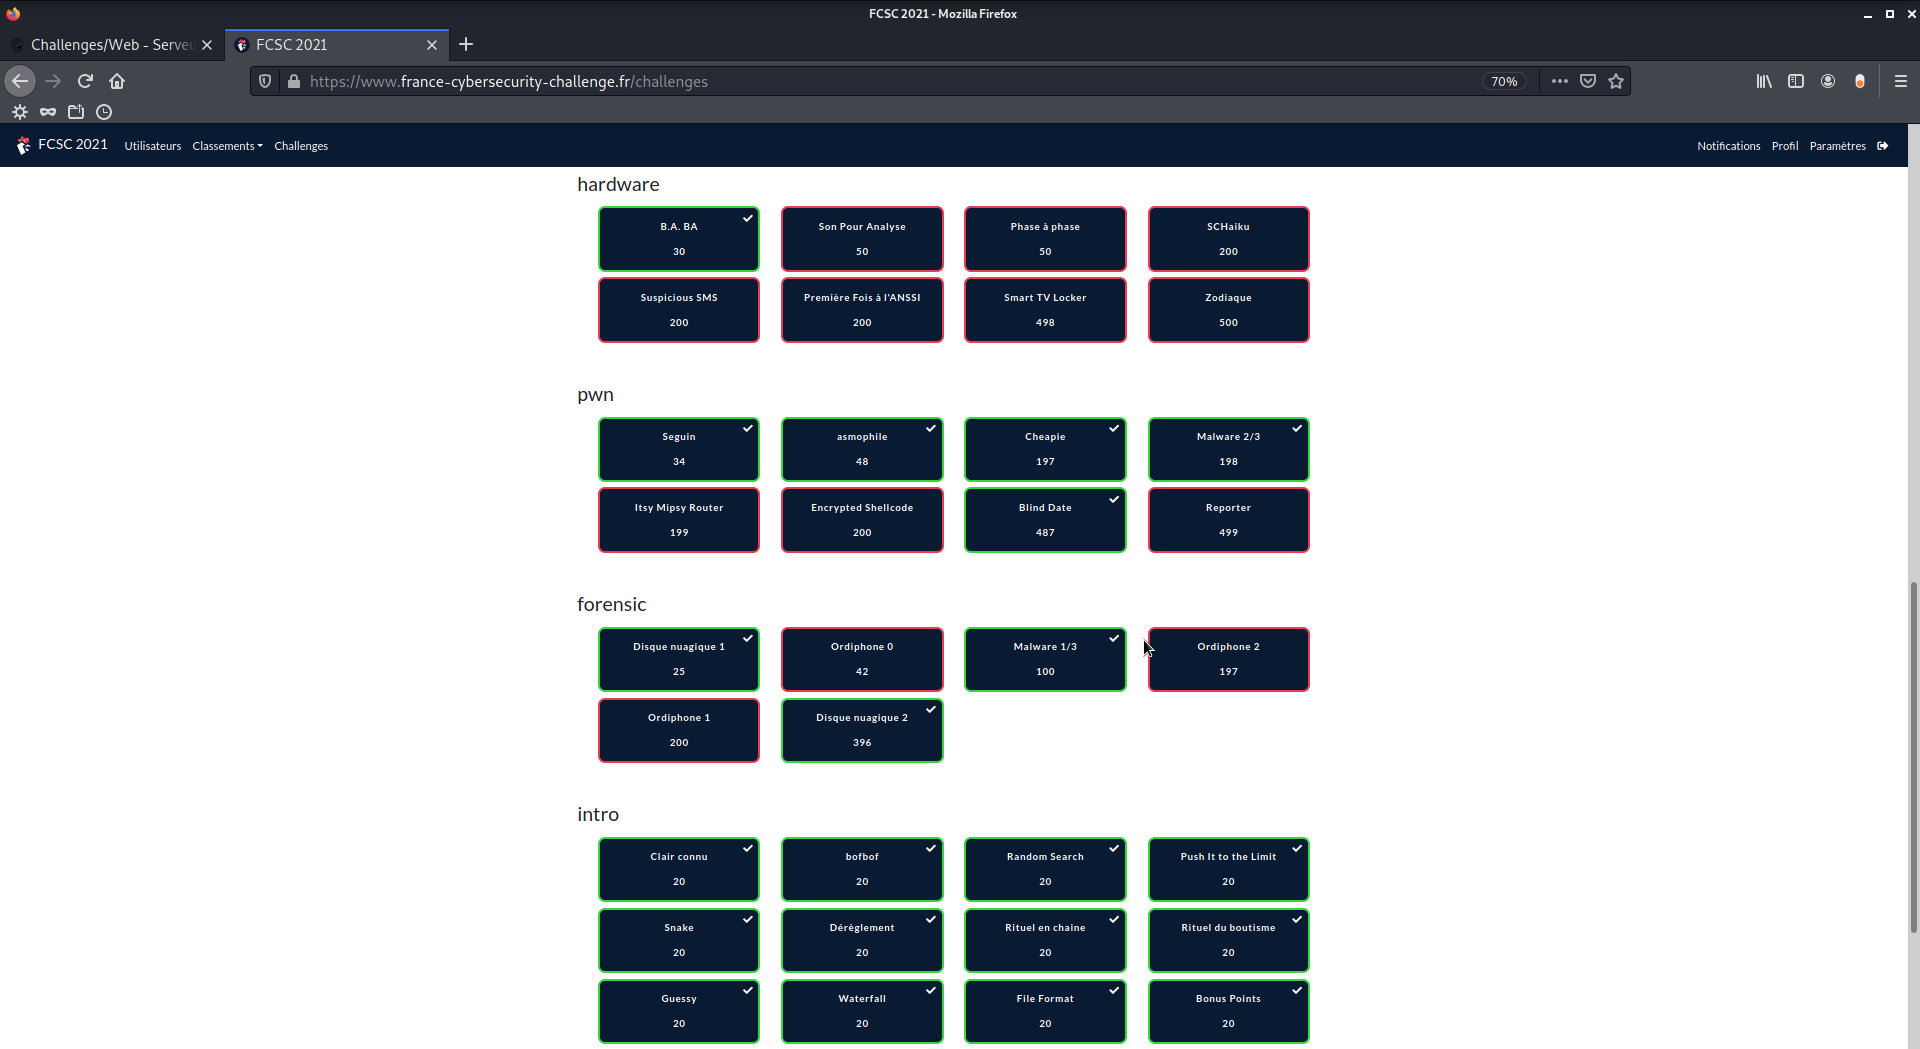 FCSC 2021 - Mozilla Firefox
Challenges/Web - Serveu
FCSC 2021
https://www.france-cybersecurity-challenge.fr/challenges
70%
FCSC 2021 Utilisateurs Classements Challenges Notifications Profil Paramètres
hardware
B.A. BA Son Pour Analyse Phase à phase SCHaiku
30 50 50 200
Suspicious SMS Première Fois à l'ANSSI Smart TV Locker Zodiaque
200 200 498 500
pwn
Seguin asmophile Cheapie Malware 2/3
34 48 197 198
Itsy Mipsy Router Encrypted Shellcode Blind Date Reporter
199 200 487 499
forensic
Disque nuagique 1 Ordiphone 0 Malware 1/3 Ordiphone 2
25 42 100 197
Ordiphone 1 Disque nuagique 2
200 396
intro
Clair connu bofbof Random Search Push It to the Limit
20 20 20 20
Snake Dérèglement Rituel en chaine Rituel du boutisme
20 20 20 20
Guessy Waterfall File Format Bonus Points
20 20 20 20